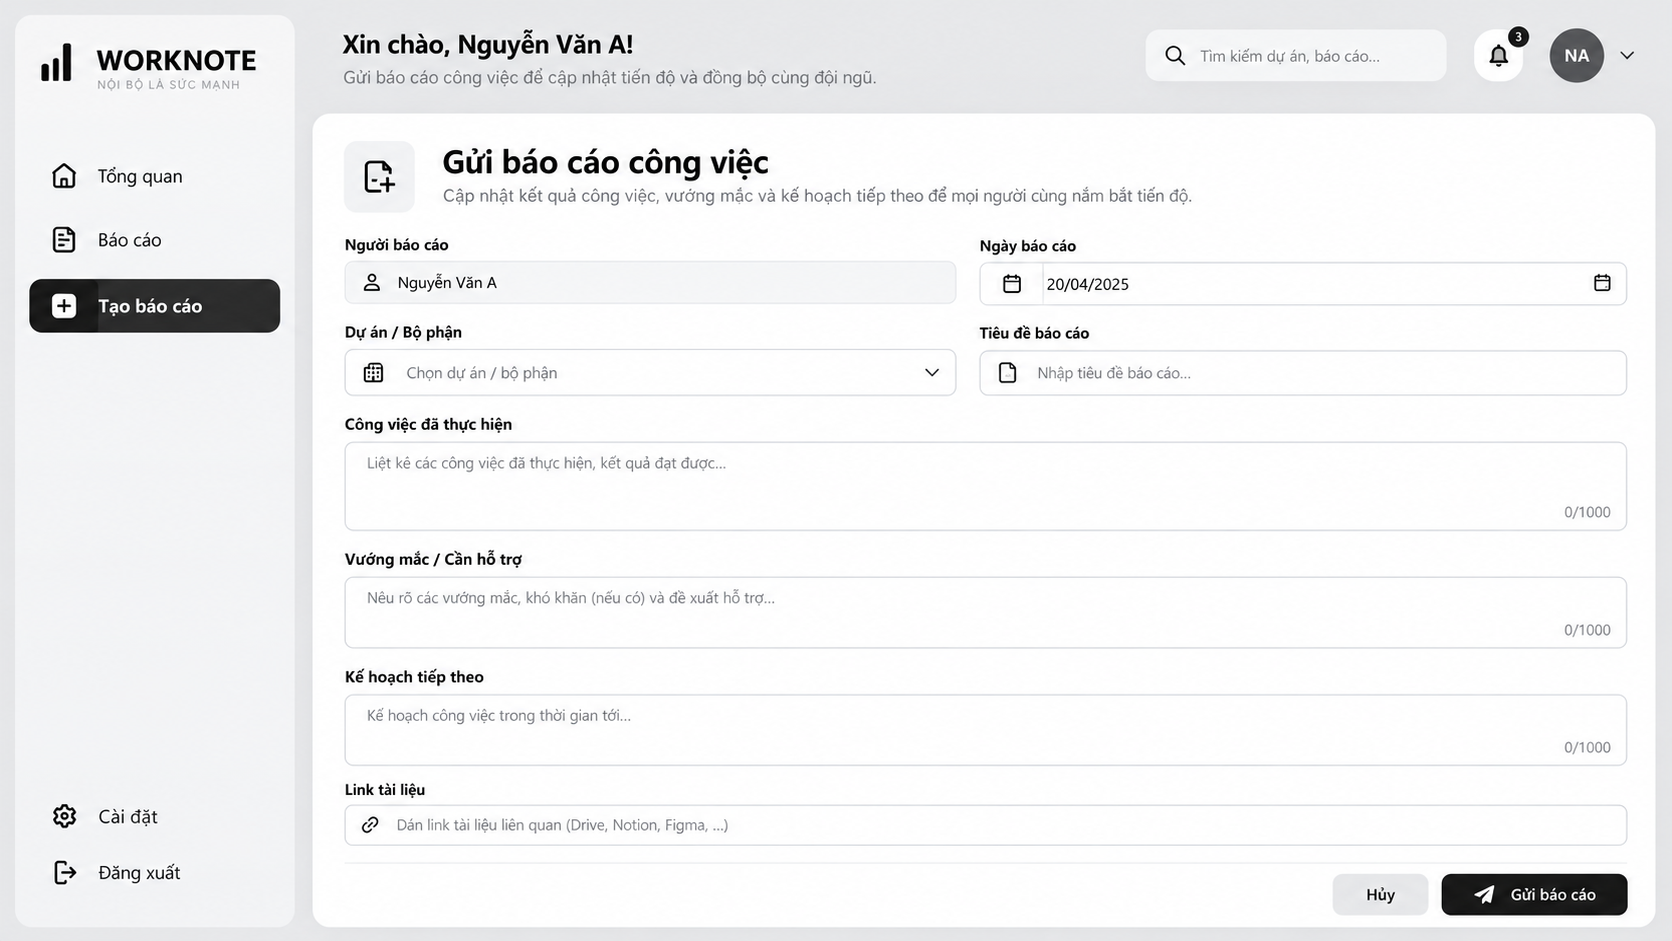 WORKNOTE
NỘI BỘ LÀ SỨC MẠNH
Tổng quan
Báo cáo
Tạo báo cáo
Cài đặt
Đăng xuất
Xin chào, Nguyễn Văn A!
Gửi báo cáo công việc để cập nhật tiến độ và đồng bộ cùng đội ngũ.
Tìm kiếm dự án, báo cáo...
3
NA
Gửi báo cáo công việc
Cập nhật kết quả công việc, vướng mắc và kế hoạch tiếp theo để mọi người cùng nắm bắt tiến độ.
Người báo cáo
Nguyễn Văn A
Ngày báo cáo
20/04/2025
Dự án / Bộ phận
Chọn dự án / bộ phận
Tiêu đề báo cáo
Nhập tiêu đề báo cáo...
Công việc đã thực hiện
Liệt kê các công việc đã thực hiện, kết quả đạt được...
0/1000
Vướng mắc / Cần hỗ trợ
Nêu rõ các vướng mắc, khó khăn (nếu có) và đề xuất hỗ trợ...
0/1000
Kế hoạch tiếp theo
Kế hoạch công việc trong thời gian tới...
0/1000
Link tài liệu
Dán link tài liệu liên quan (Drive, Notion, Figma, ...)
Hủy
Gửi báo cáo